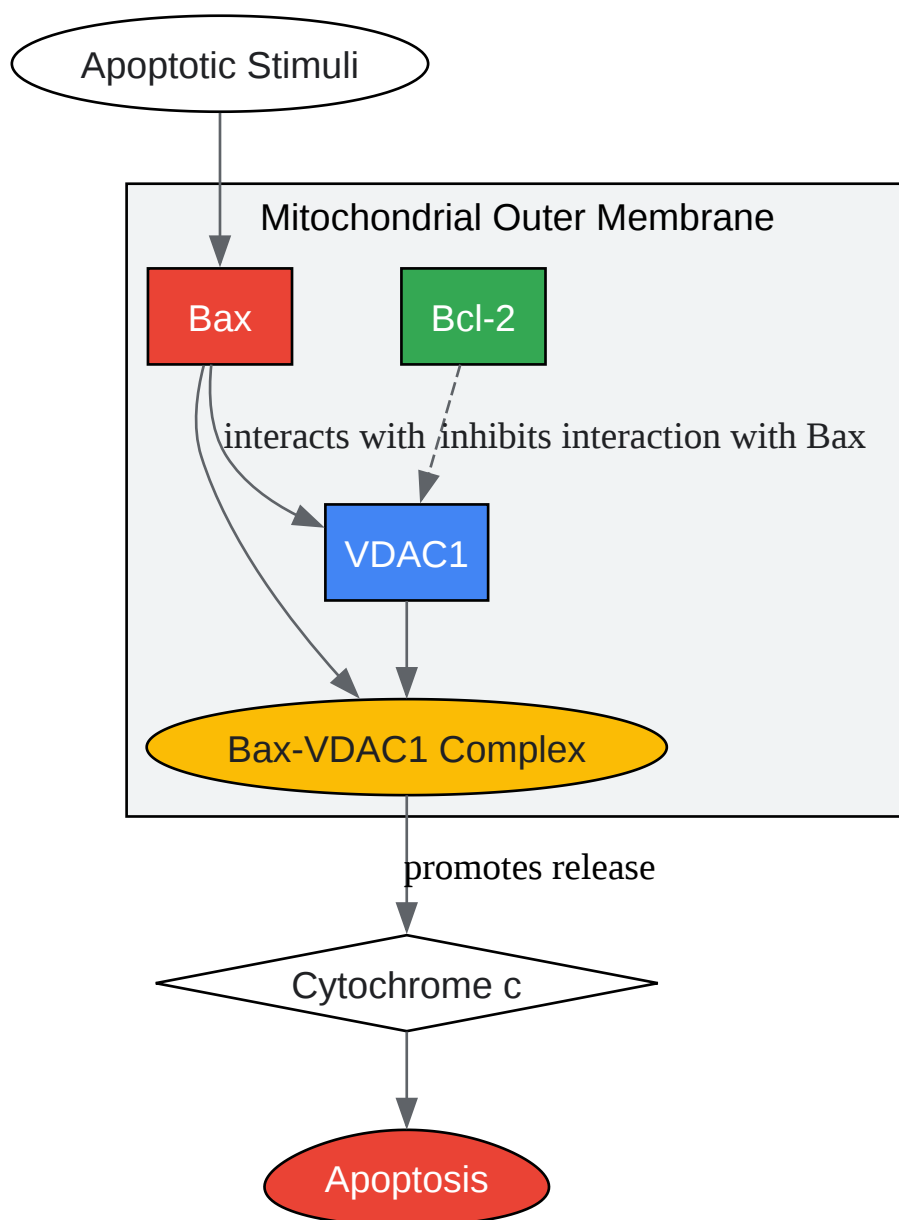 Apoptotic Stimuli
Mitochondrial Outer Membrane
Bax
Bcl-2
interacts with
inhibits interaction with Bax
VDAC1
Bax-VDAC1 Complex
promotes release
Cytochrome c
Apoptosis